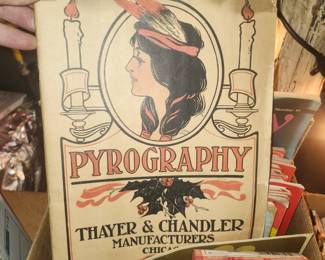 PYROGRAPHY
THAYER & CHANDLER
MANUFACTURERS